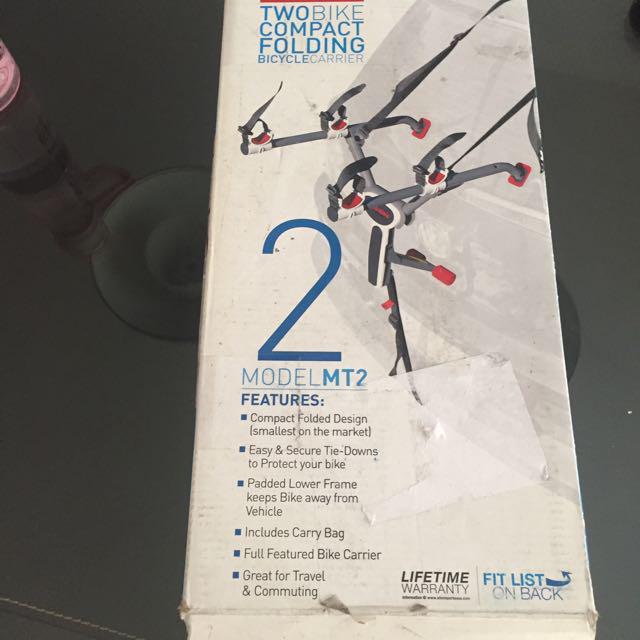 TWOBIKE
COMPACT
FOLDING
BICYCLECARRIER
2
MODELMT2
FEATURES:
Compact Folded Design
(smallest on the market)
Easy & Secure Tie-Downs
to Protect your bike
Padded Lower Frame
keeps Bike away from
Vehicle
Includes Carry Bag
Full Featured Bike Carrier
Great for Travel
& Commuting
LIFETIME
WARRANTY
FIT LIST
ON BACK